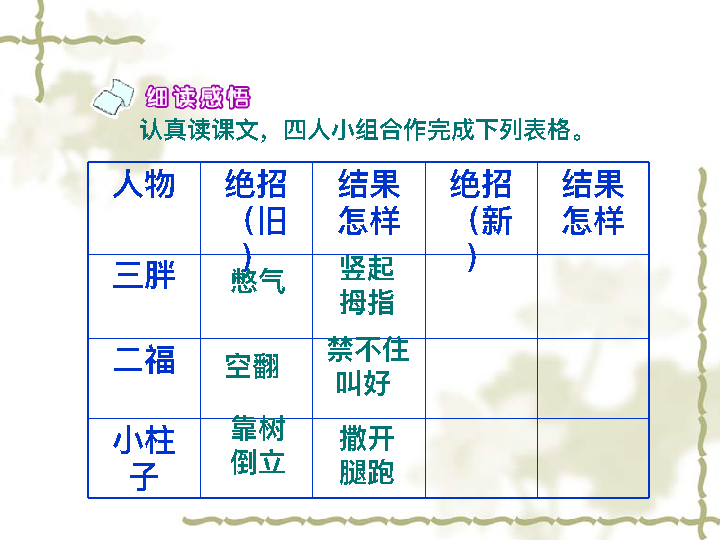 细读感悟
认真读课文，四人小组合作完成下列表格。
人物 绝招（旧） 结果怎样 绝招（新） 结果怎样
三胖 憋气 竖起拇指
二福 空翻 禁不住叫好
小柱子 靠树倒立 撒开腿跑